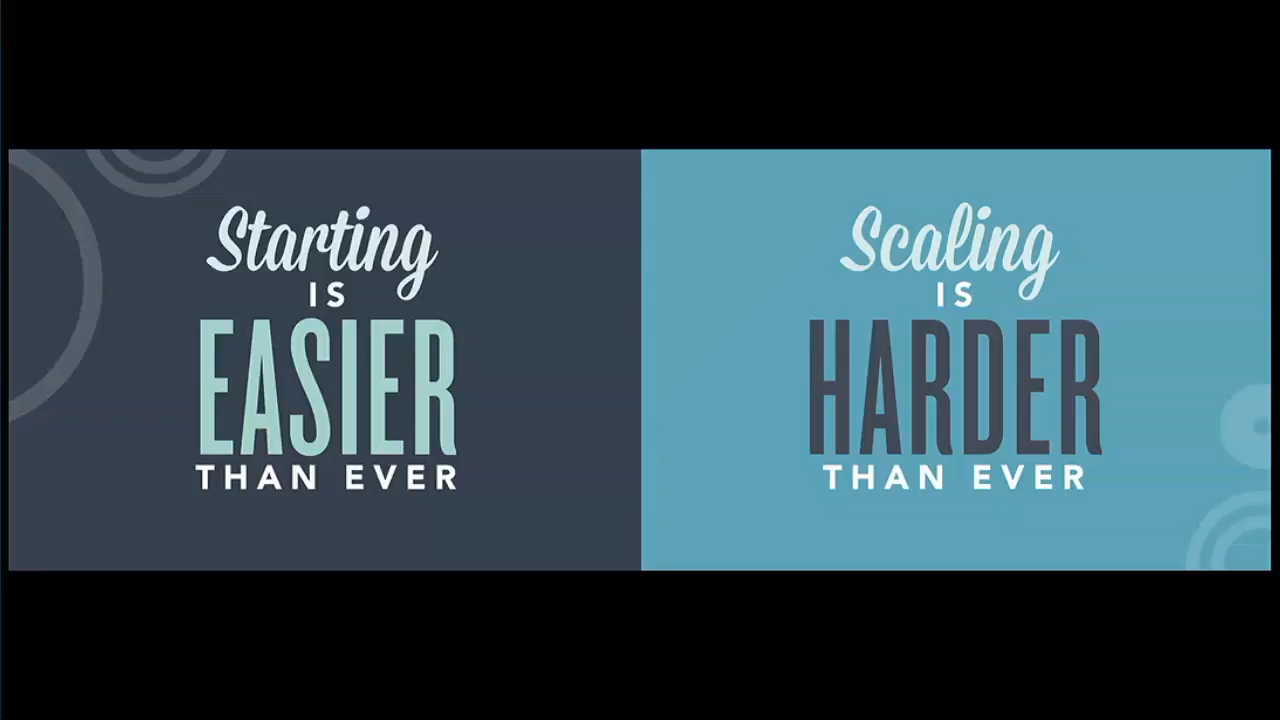 Starting
IS
EASIER
THAN EVER
Scaling
IS
HARDER
THAN EVER